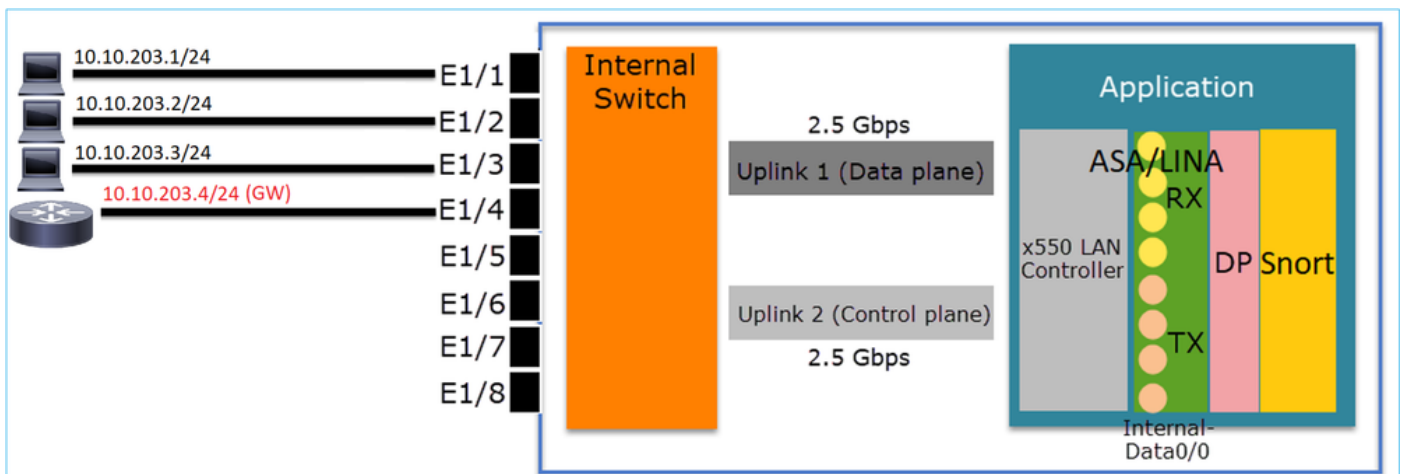 10.10.203.1/24
10.10.203.2/24
10.10.203.3/24
10.10.203.4/24 (GW)
E1/1
E1/2
E1/3
E1/4
E1/5
E1/6
E1/7
E1/8
Internal
Switch
2.5 Gbps
Uplink 1 (Data plane)
Uplink 2 (Control plane)
2.5 Gbps
Application
x550 LAN
Controller
ASA/LINA
RX
TX
DP
Snort
Internal-
Data0/0